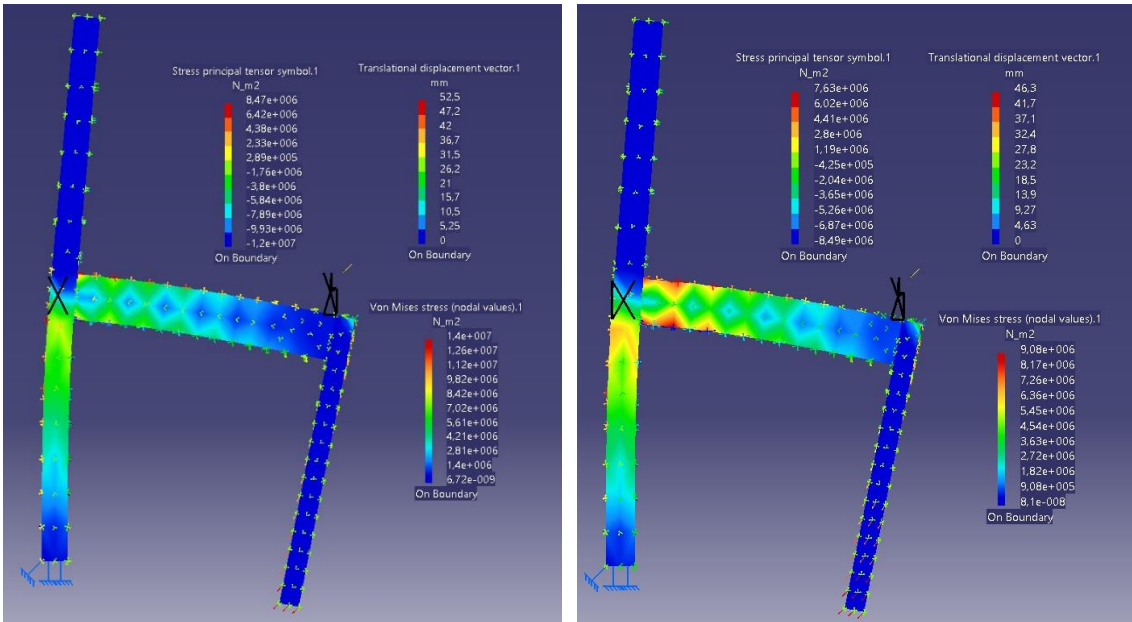 Stress principal tensor symbol.1
N_m2
8,47e+006
6,42e+006
4,38e+006
2,33e+006
2,89e+005
-1,76e+006
-3,8e+006
-5,84e+006
-7,89e+006
-9,93e+006
-1,2e+007
On Boundary
Translational displacement vector.1
mm
52,5
47,2
42
36,7
31,5
26,2
21
15,7
10,5
5,25
0
On Boundary
Von Mises stress (nodal values).1
N_m2
1,4e+007
1,26e+007
1,12e+007
9,82e+006
8,42e+006
7,02e+006
5,61e+006
4,21e+006
2,81e+006
1,4e+006
6,72e-009
On Boundary
Stress principal tensor symbol.1
N_m2
7,63e+006
6,02e+006
4,41e+006
2,8e+006
1,19e+006
-4,25e+005
-2,04e+006
-3,65e+006
-5,26e+006
-6,87e+006
-8,49e+006
On Boundary
Translational displacement vector.1
mm
46,3
41,7
37,1
32,4
27,8
23,2
18,5
13,9
9,27
4,63
0
On Boundary
Von Mises stress (nodal values).1
N_m2
9,08e+006
8,17e+006
7,26e+006
6,36e+006
5,45e+006
4,54e+006
3,63e+006
2,72e+006
1,82e+006
9,08e+005
8,1e-008
On Boundary